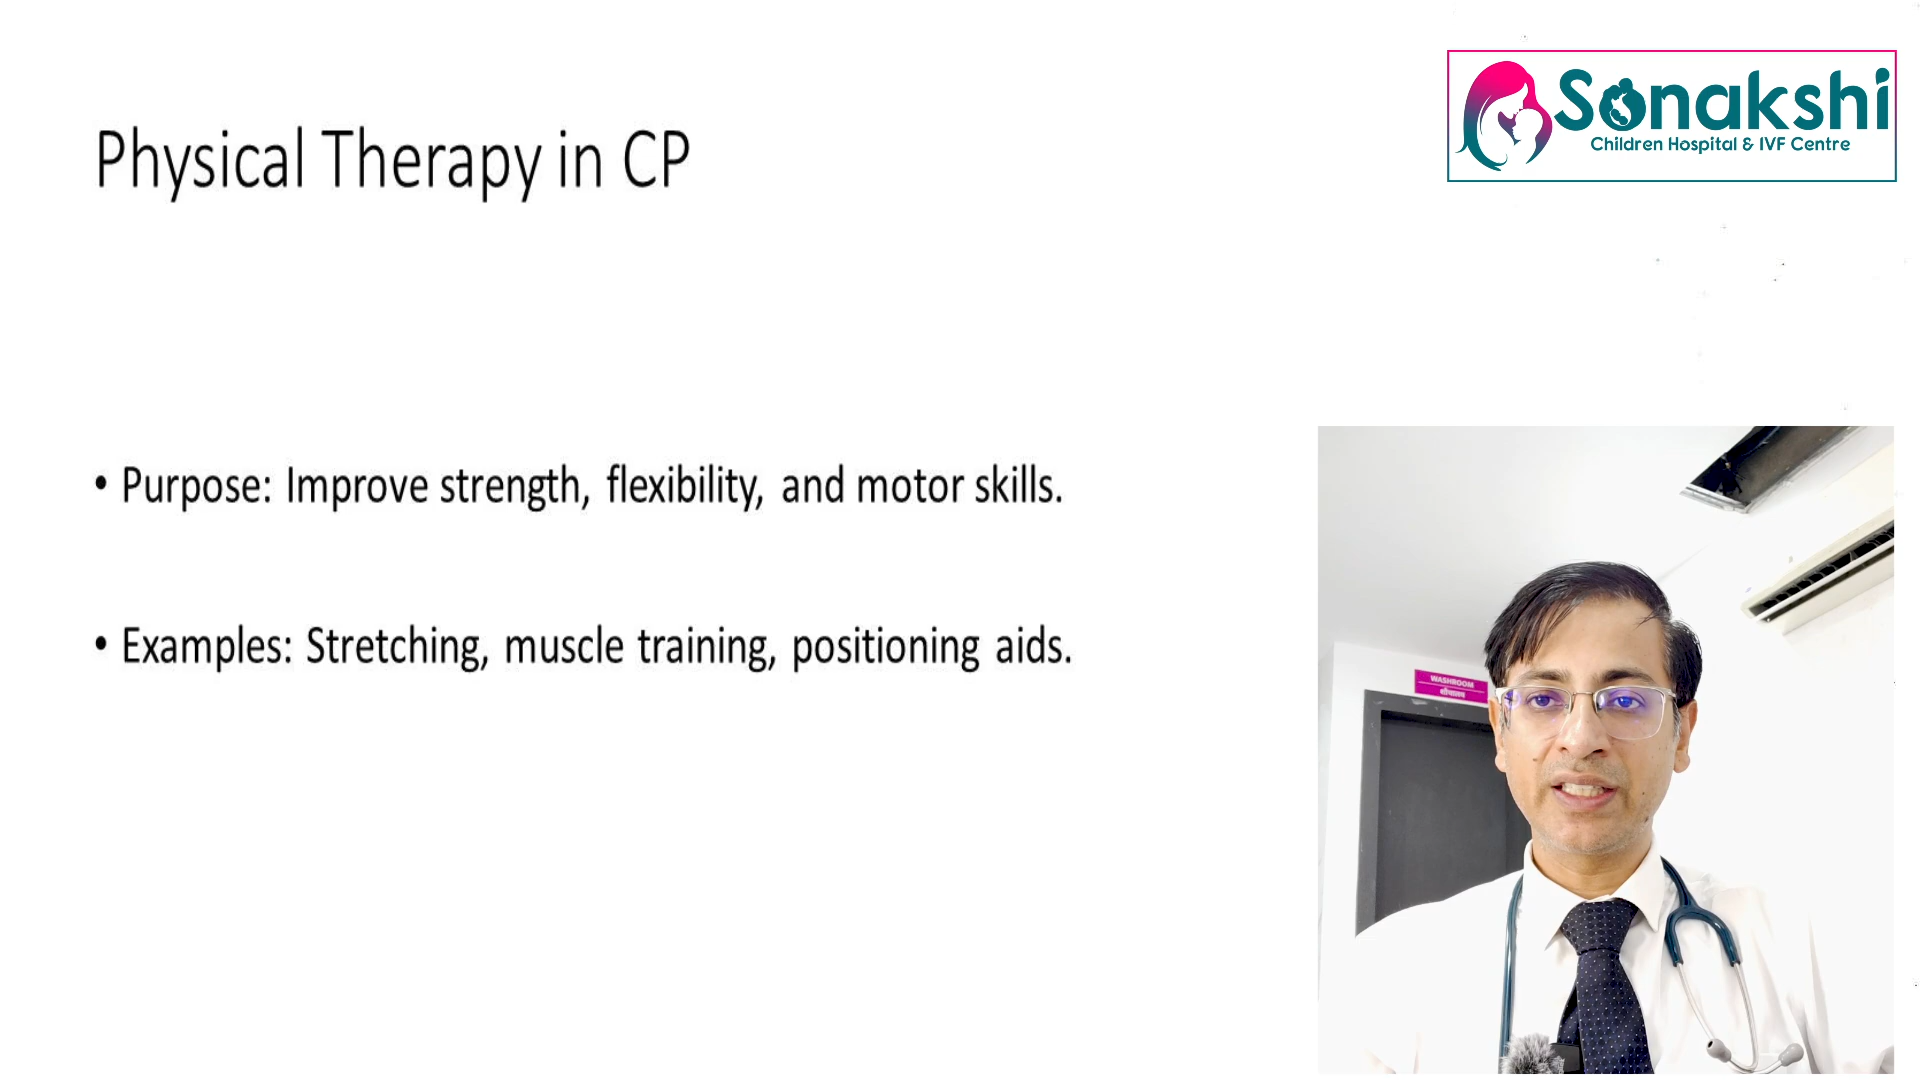 Sonakshi
Children Hospital & IVF Centre
Physical Therapy in CP
• Purpose: Improve strength, flexibility, and motor skills.
• Examples: Stretching, muscle training, positioning aids.
WASHROOM
शौचालय